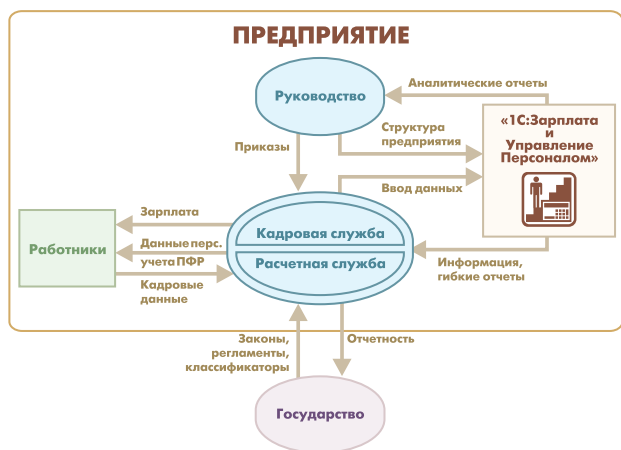 ПРЕДПРИЯТИЕ
Руководство
Аналитические отчеты
Приказы
Структура
предприятия
«1С:Зарплата
и
Управление
Персоналом»
Ввод данных
Зарплата
Кадровая служба
Работники
Данные перс.
учета ПФР
Расчетная служба
Кадровые
данные
Информация,
гибкие отчеты
Законы,
регламенты,
классификаторы
Отчетность
Государство